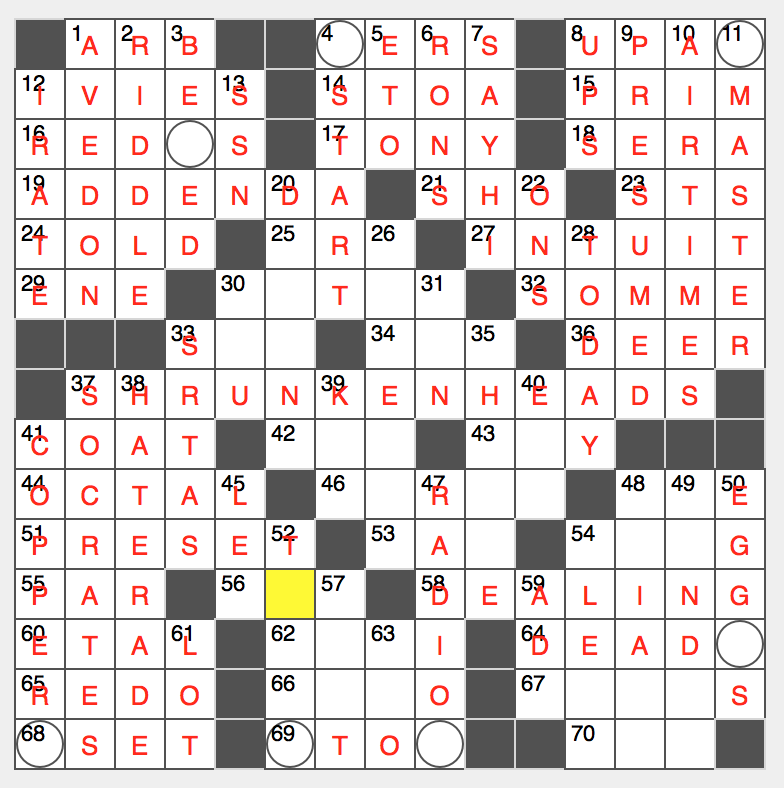 1 A 2 R 3 B 4 5 E 6 R 7 S 8 U 9 P 10 A 11
12 I V I E 13 S 14 S T O A 15 P R I M
16 R E D S 17 T O N Y 18 S E R A
19 A D D E N 20 D A 21 S H 22 O 23 S T S
24 T O L D 25 R 26 27 I N 28 T U I T
29 E N E 30 T 31 32 S O M M E
33 S 34 35 36 D E E R
37 S 38 H R U N 39 K E N H 40 E A D S
41 C O A T 42 43 Y
44 O C T A 45 L 46 47 R 48 49 50 E
51 P R E S E 52 T 53 A 54 G
55 P A R 56 57 58 D E 59 A L I N G
60 E T A 61 L 62 63 I 64 D E A D
65 R E D O 66 O 67 S
68 S E T 69 T O 70